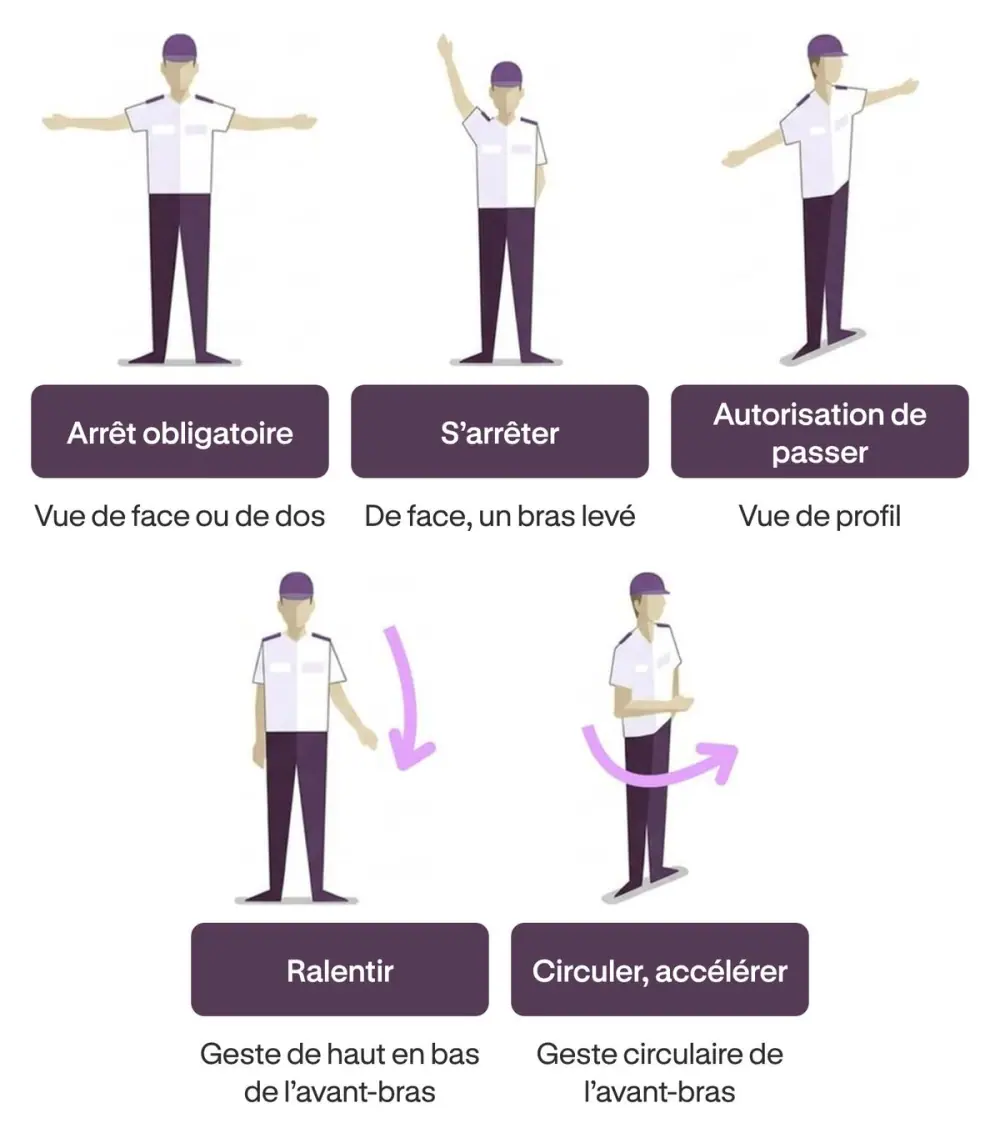 Arrêt obligatoire
S'arrêter
Autorisation de
passer
Vue de face ou de dos
De face, un bras levé
Vue de profil
Ralentir
Circuler, accélérer
Geste de haut en bas
de l'avant-bras
Geste circulaire de
l'avant-bras